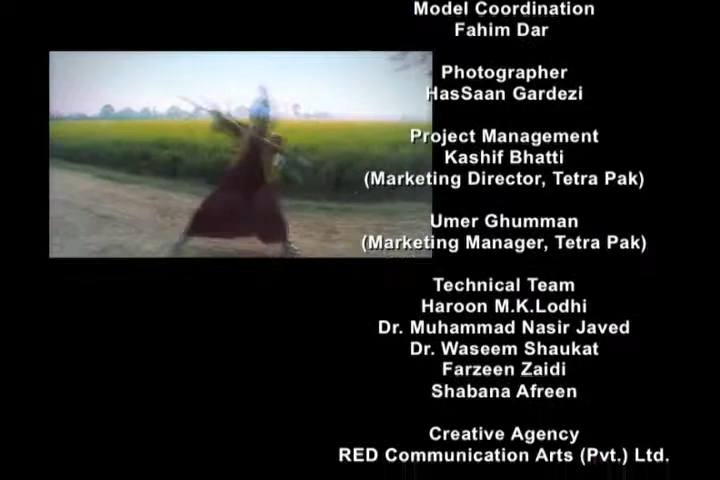 Model Coordination
Fahim Dar
Photographer
HasSaan Gardezi
Project Management
Kashif Bhatti
(Marketing Director, Tetra Pak)
Umer Ghumman
(Marketing Manager, Tetra Pak)
Technical Team
Haroon M.K.Lodhi
Dr. Muhammad Nasir Javed
Dr. Waseem Shaukat
Farzeen Zaidi
Shabana Afreen
Creative Agency
RED Communication Arts (Pvt.) Ltd.